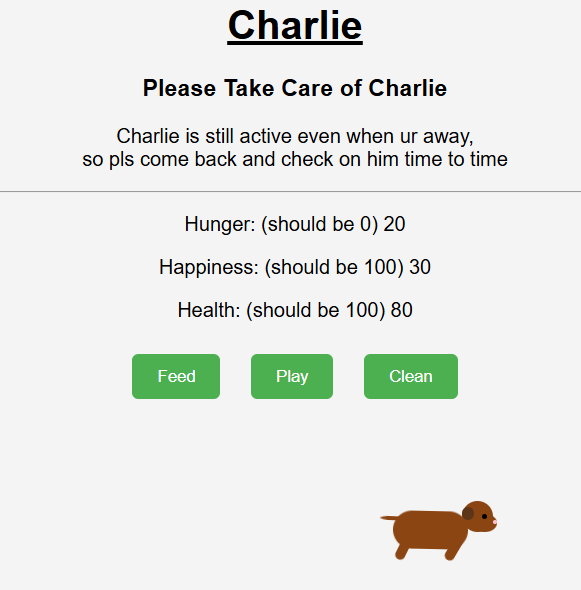 Charlie
Please Take Care of Charlie
Charlie is still active even when ur away,
so pls come back and check on him time to time
Hunger: (should be 0) 20
Happiness: (should be 100) 30
Health: (should be 100) 80
Feed Play Clean